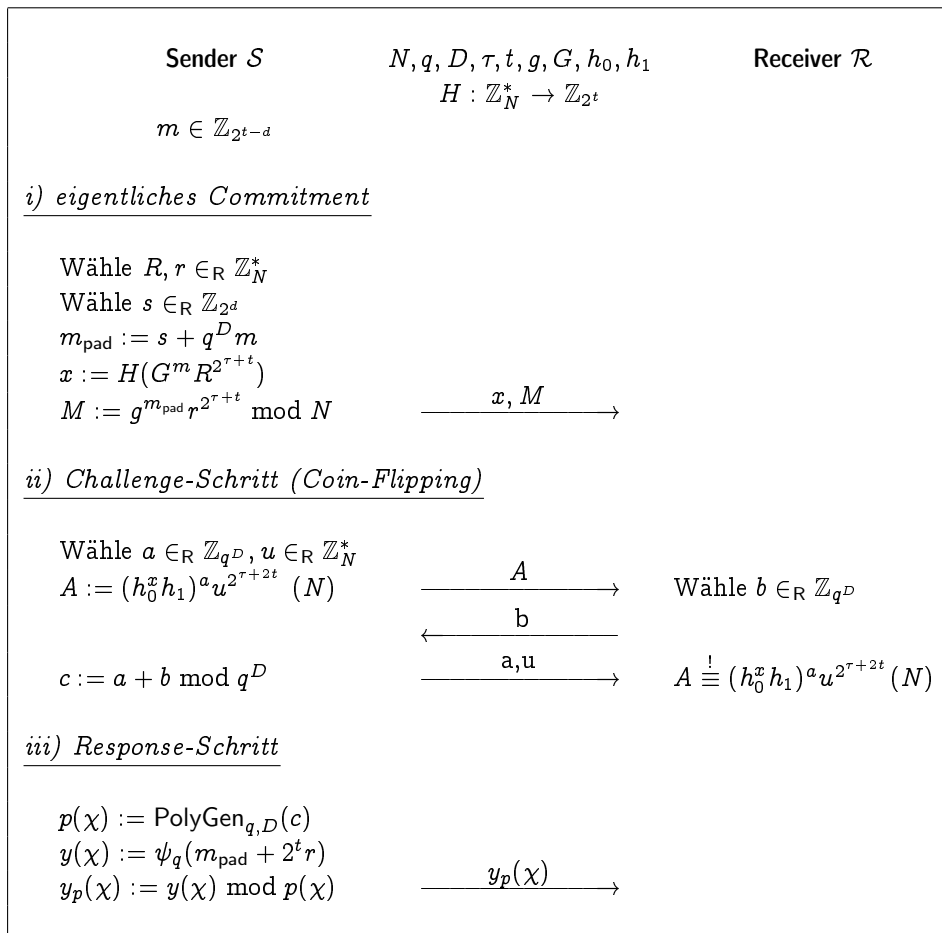 Sender 𝒮 N, q, D, τ, t, g, G, h₀, h₁ Receiver ℛ
H : ℤ*_N → ℤ_{2^t}
m ∈ ℤ_{2^{t−d}}
i) eigentliches Commitment
Wähle R, r ∈_R ℤ*_N
Wähle s ∈_R ℤ_{2^d}
m_pad := s + q^D m
x := H(G^m R^{2^{τ+t}})
M := g^{m_pad} r^{2^{τ+t}} mod N x, M
ii) Challenge-Schritt (Coin-Flipping)
Wähle a ∈_R ℤ_{q^D}, u ∈_R ℤ*_N
A := (h₀^x h₁)^a u^{2^{τ+2t}} (N) A Wähle b ∈_R ℤ_{q^D}
b
c := a + b mod q^D a,u A ≡! (h₀^x h₁)^a u^{2^{τ+2t}} (N)
iii) Response-Schritt
p(χ) := PolyGen_{q,D}(c)
y(χ) := ψ_q(m_pad + 2^t r)
y_p(χ) := y(χ) mod p(χ) y_p(χ)